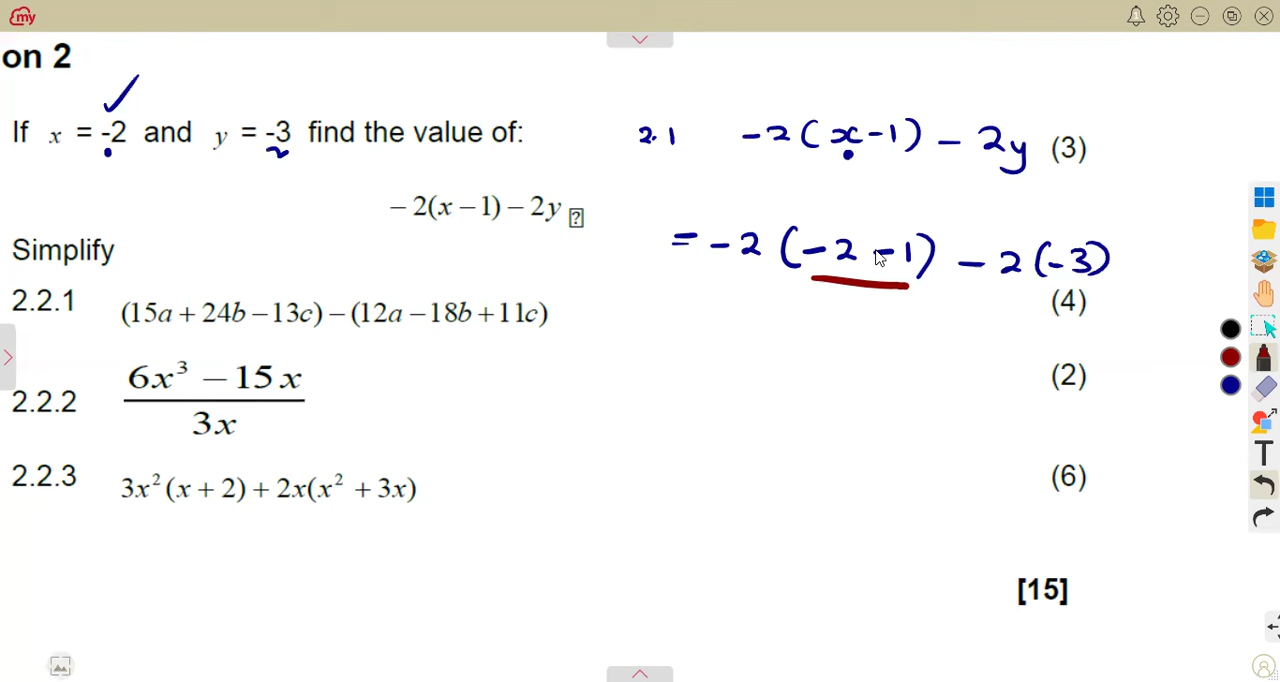 my
on 2
If x = -2 and y = -3 find the value of:
2.1 -2(x-1) - 2y (3)
- 2(x - 1) - 2y
= -2(-2-1) - 2(-3)
Simplify
2.2.1 (15a + 24b - 13c) - (12a - 18b + 11c) (4)
2.2.2 6x³ - 15x (2)
3x
2.2.3 3x²(x + 2) + 2x(x² + 3x) (6)
[15]
T